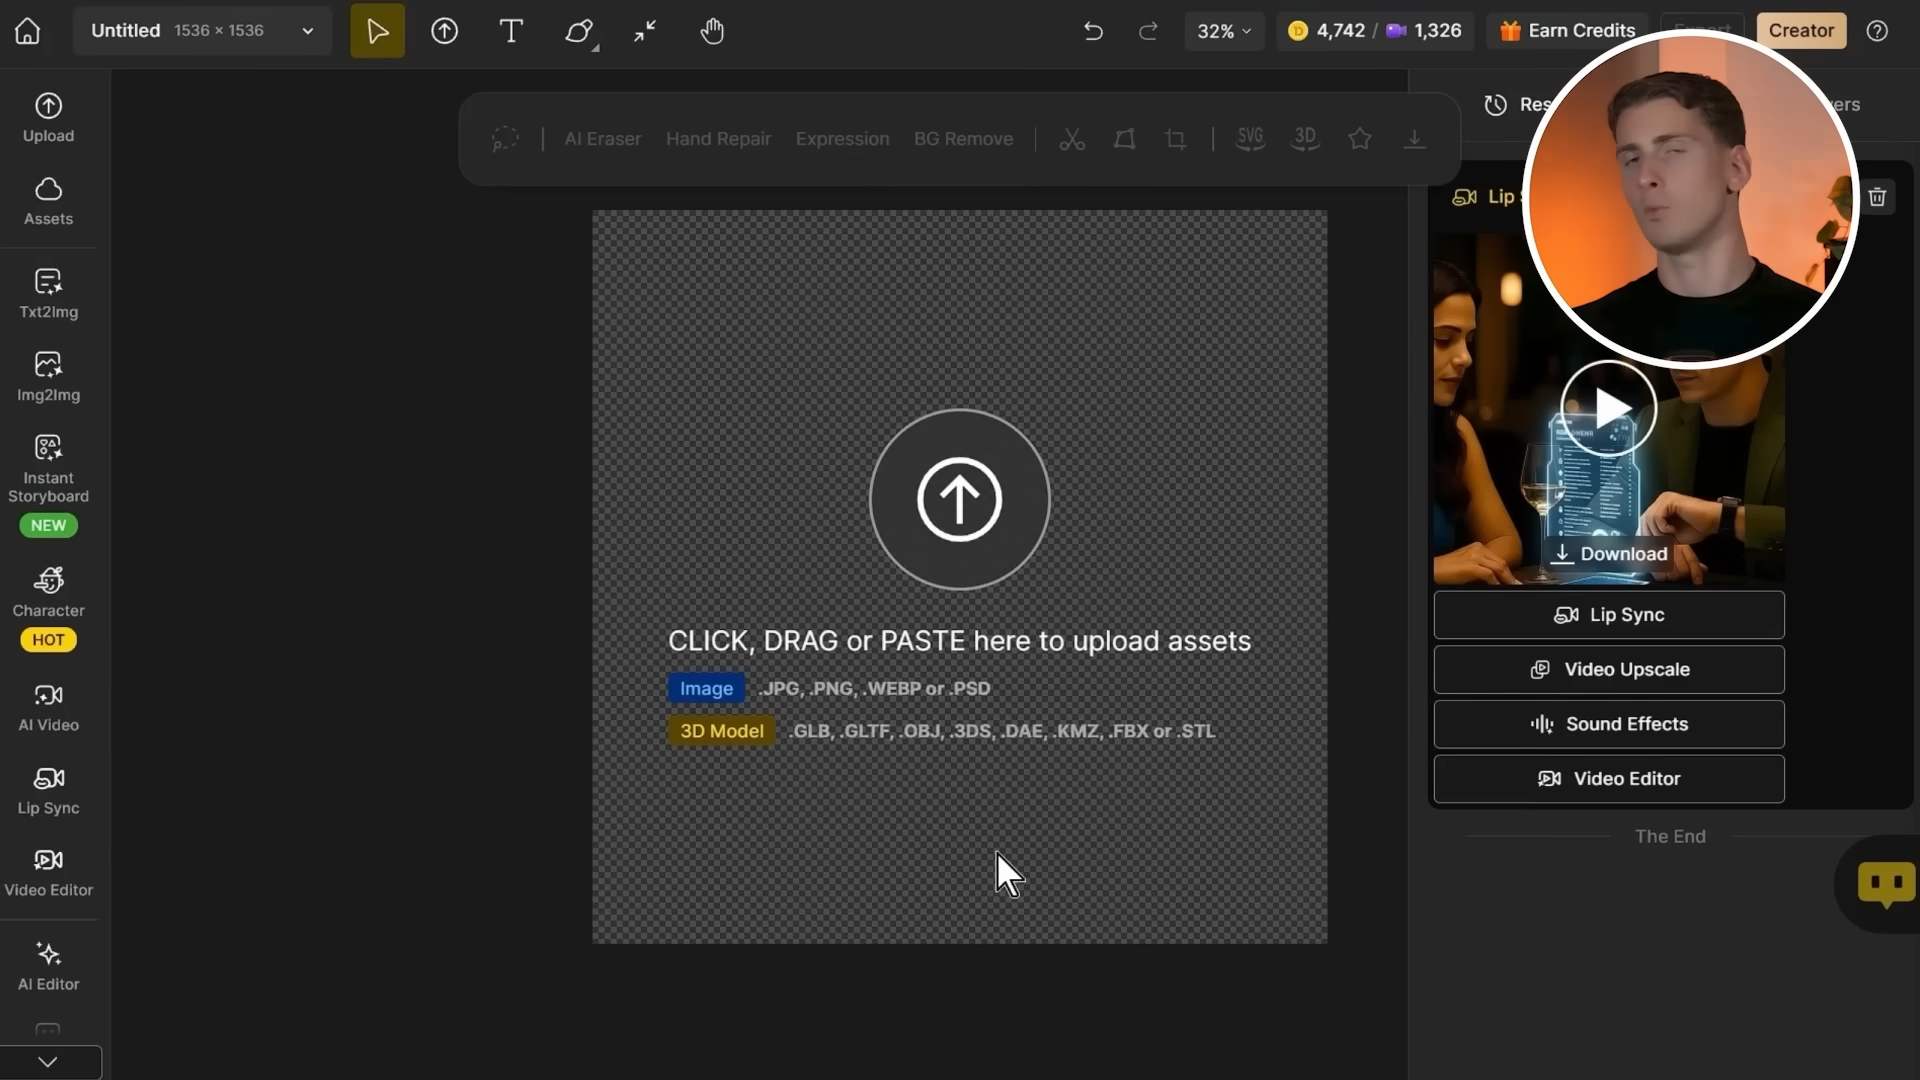 Untitled 1536 × 1536
32%
4,742 / 1,326
Earn Credits
Export
Creator
Upload
Assets
Txt2Img
Img2Img
Instant
Storyboard
NEW
Character
HOT
AI Video
Lip Sync
Video Editor
AI Editor
AI Eraser
Hand Repair
Expression
BG Remove
SVG
3D
CLICK, DRAG or PASTE here to upload assets
Image .JPG, .PNG, .WEBP or .PSD
3D Model .GLB, .GLTF, .OBJ, .3DS, .DAE, .KMZ, .FBX or .STL
Lip
Download
Lip Sync
Video Upscale
Sound Effects
Video Editor
The End